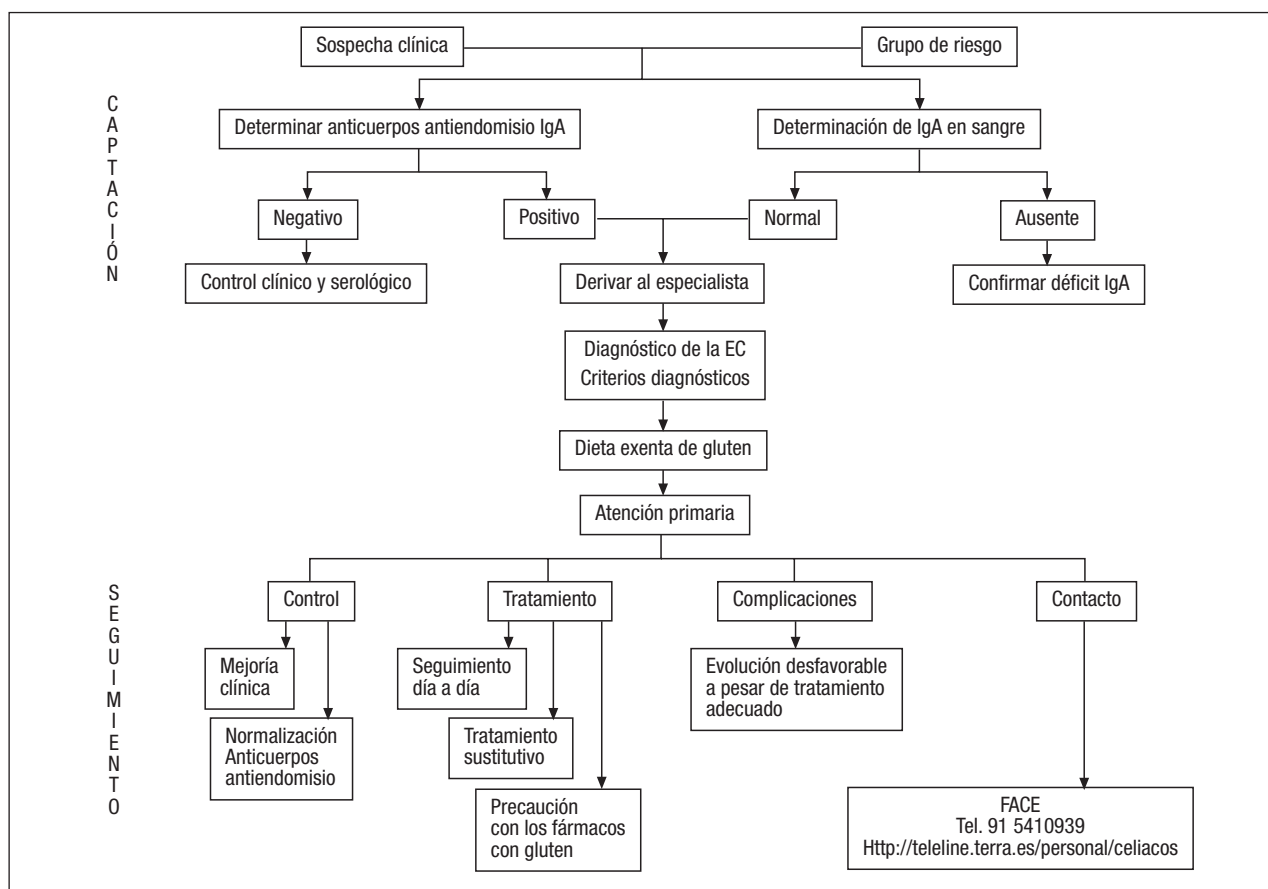 Sospecha clínica
Grupo de riesgo
CAPTACIÓN
Determinar anticuerpos antiendomisio IgA
Determinación de IgA en sangre
Negativo
Positivo
Normal
Ausente
Control clínico y serológico
Derivar al especialista
Confirmar déficit IgA
Diagnóstico de la EC
Criterios diagnósticos
Dieta exenta de gluten
Atención primaria
SEGUIMIENTO
Control
Tratamiento
Complicaciones
Contacto
Mejoría
clínica
Normalización
Anticuerpos
antiendomisio
Seguimiento
día a día
Tratamiento
sustitutivo
Precaución
con los fármacos
con gluten
Evolución desfavorable
a pesar de tratamiento
adecuado
FACE
Tel. 91 5410939
Http://teleline.terra.es/personal/celiacos